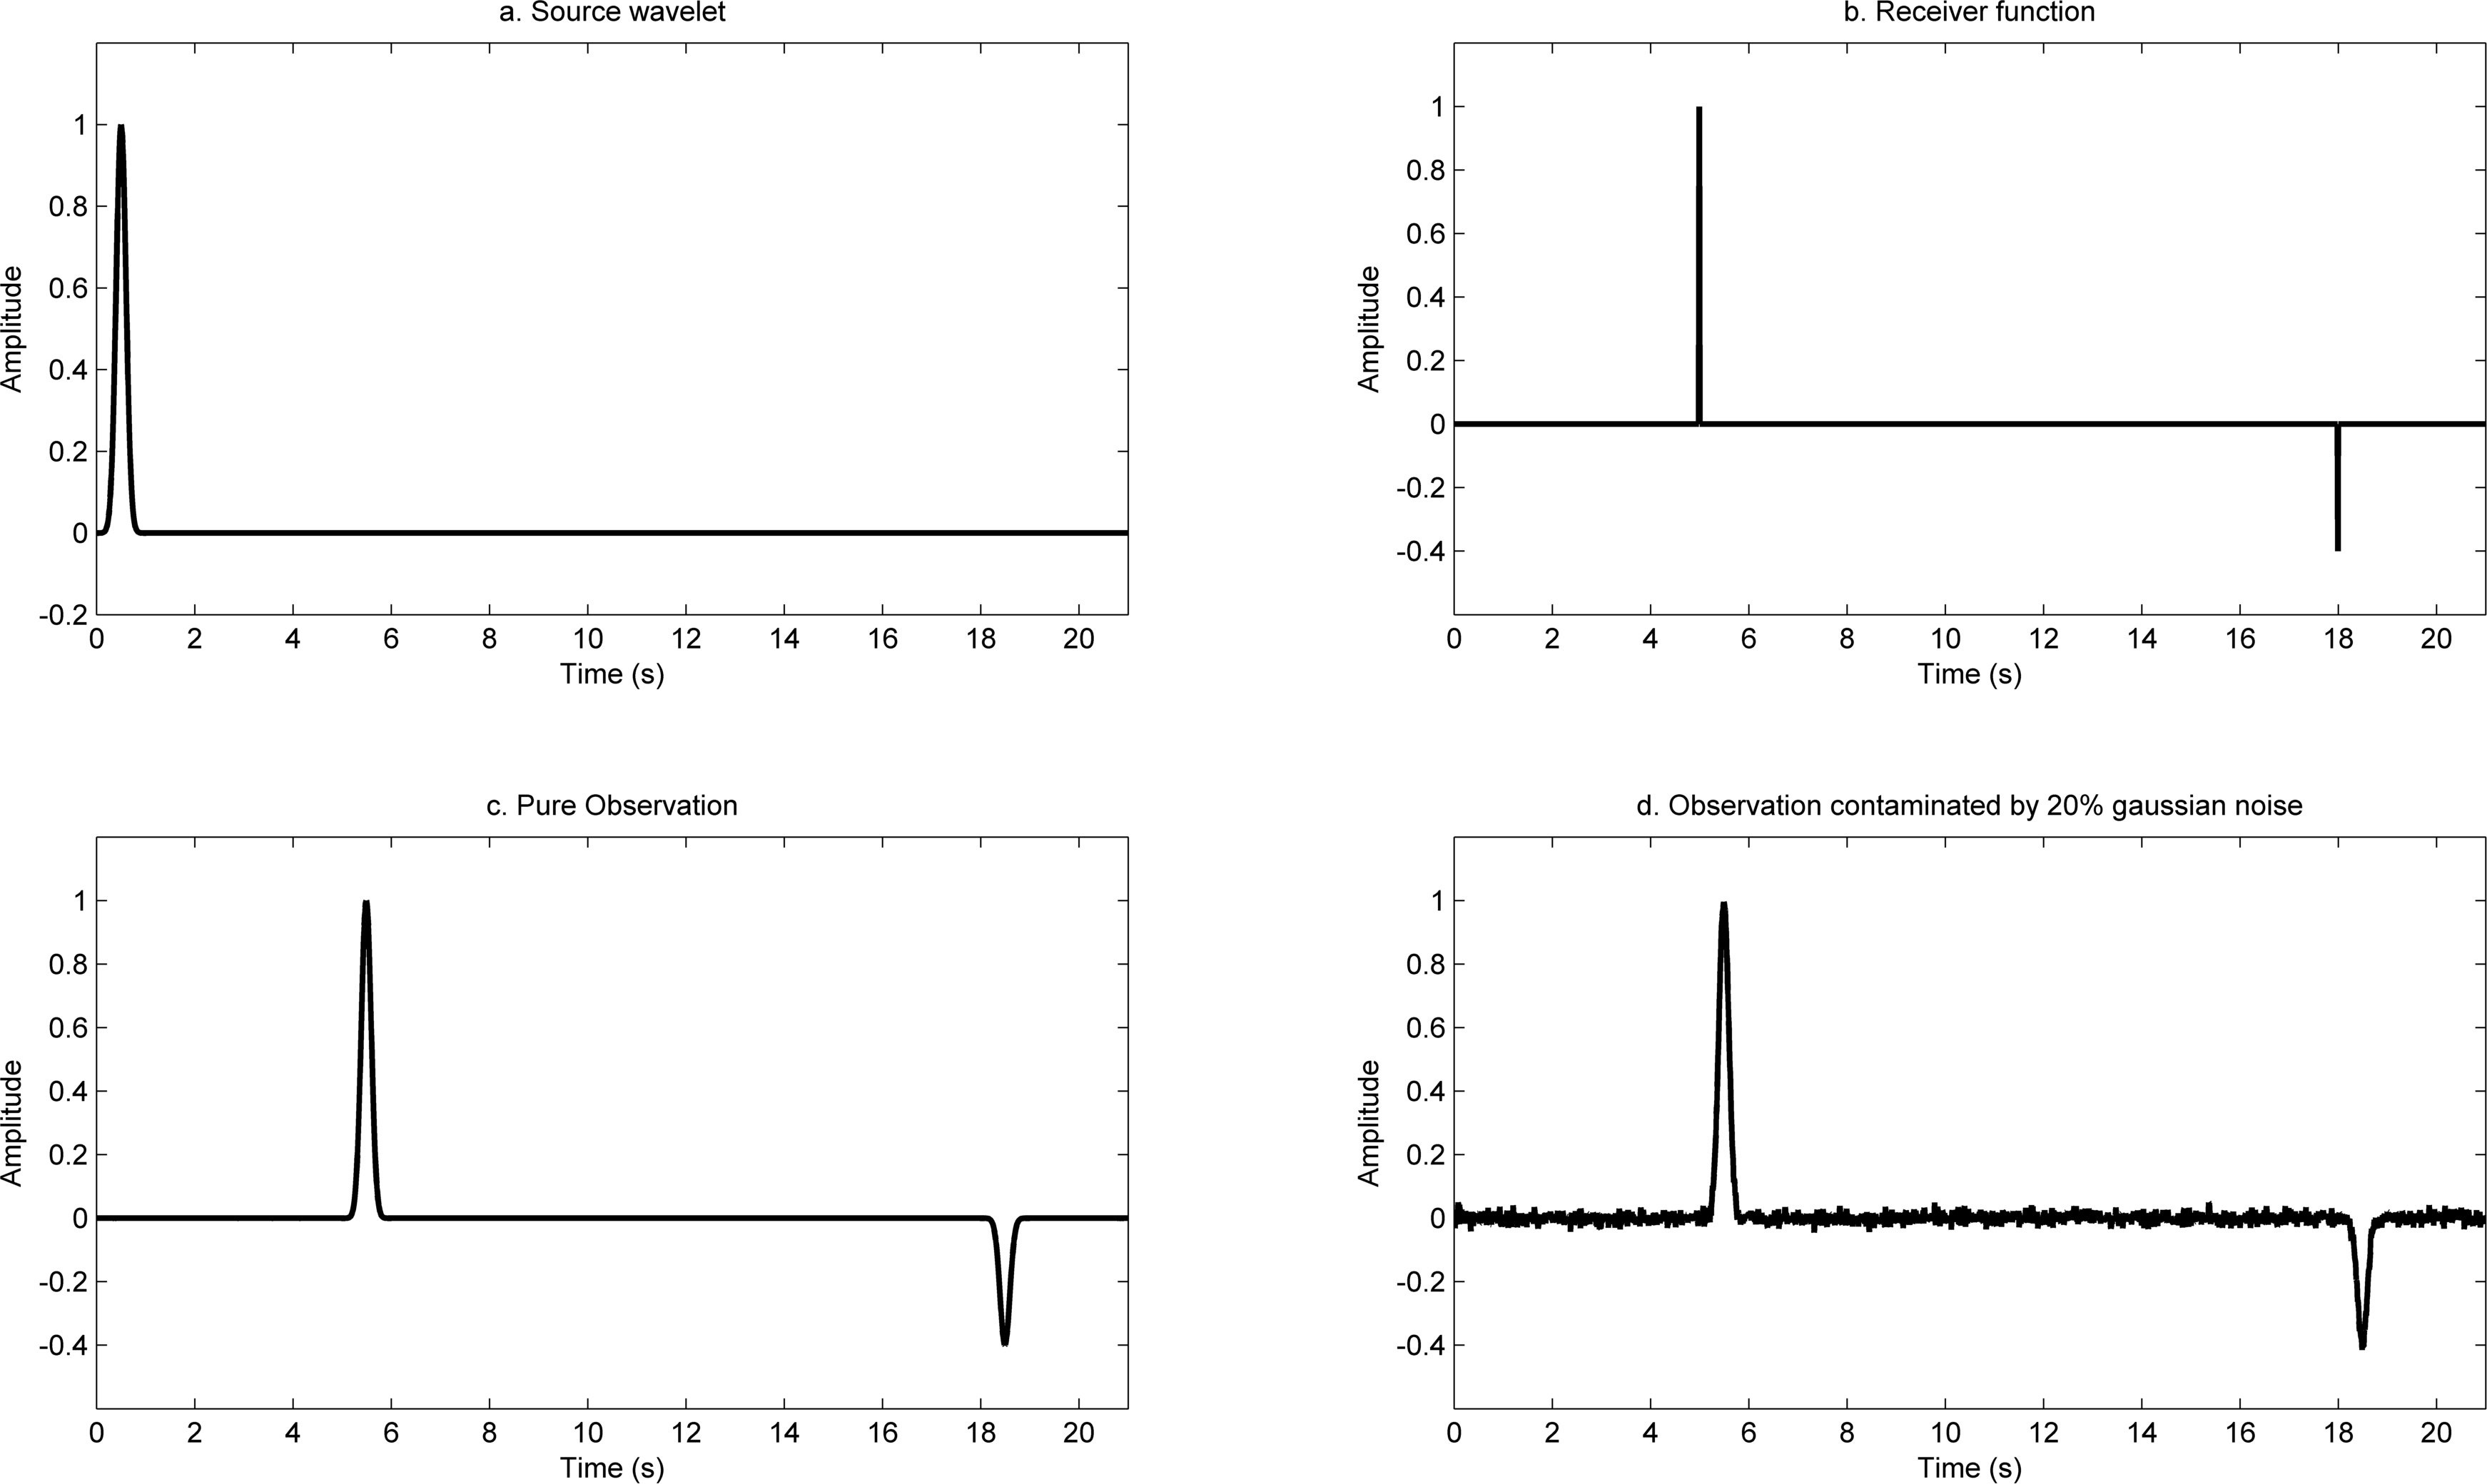 a. Source wavelet
Amplitude
1
0.8
0.6
0.4
0.2
0
-0.2
0 2 4 6 8 10 12 14 16 18 20
Time (s)
b. Receiver function
Amplitude
1
0.8
0.6
0.4
0.2
0
-0.2
-0.4
0 2 4 6 8 10 12 14 16 18 20
Time (s)
c. Pure Observation
Amplitude
1
0.8
0.6
0.4
0.2
0
-0.2
-0.4
0 2 4 6 8 10 12 14 16 18 20
Time (s)
d. Observation contaminated by 20% gaussian noise
Amplitude
1
0.8
0.6
0.4
0.2
0
-0.2
-0.4
0 2 4 6 8 10 12 14 16 18 20
Time (s)